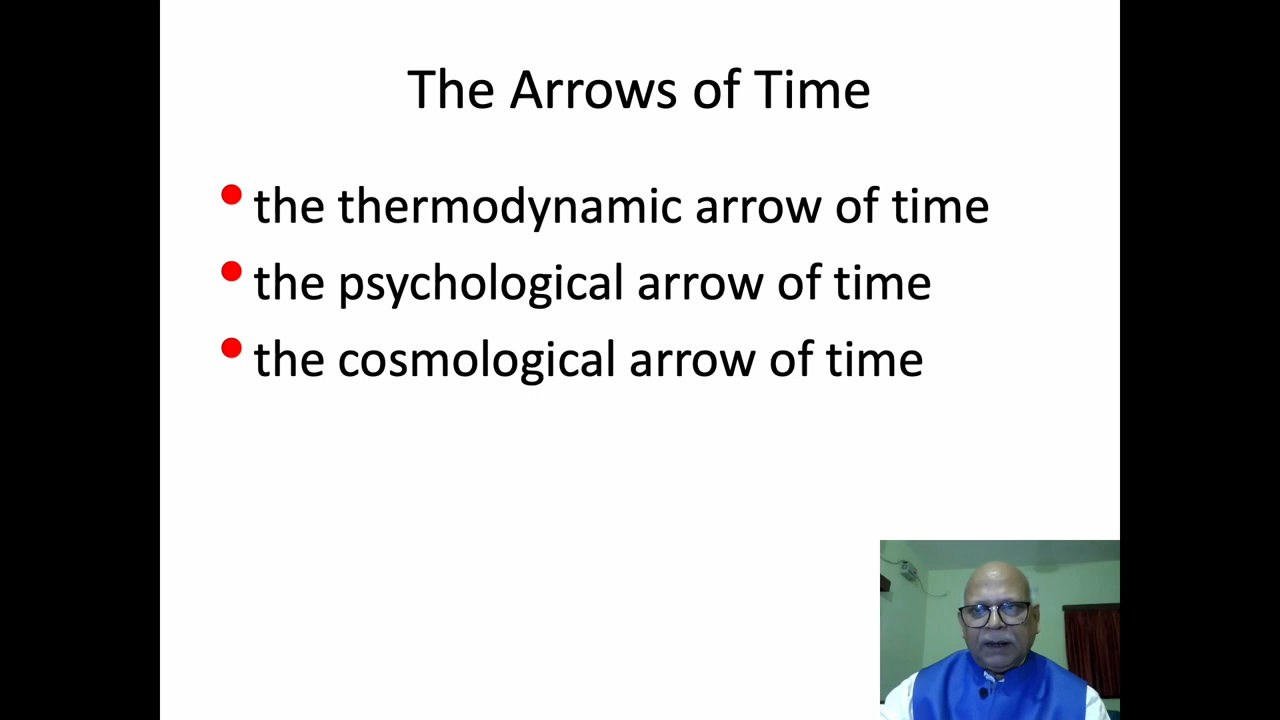 The Arrows of Time
• the thermodynamic arrow of time
• the psychological arrow of time
• the cosmological arrow of time